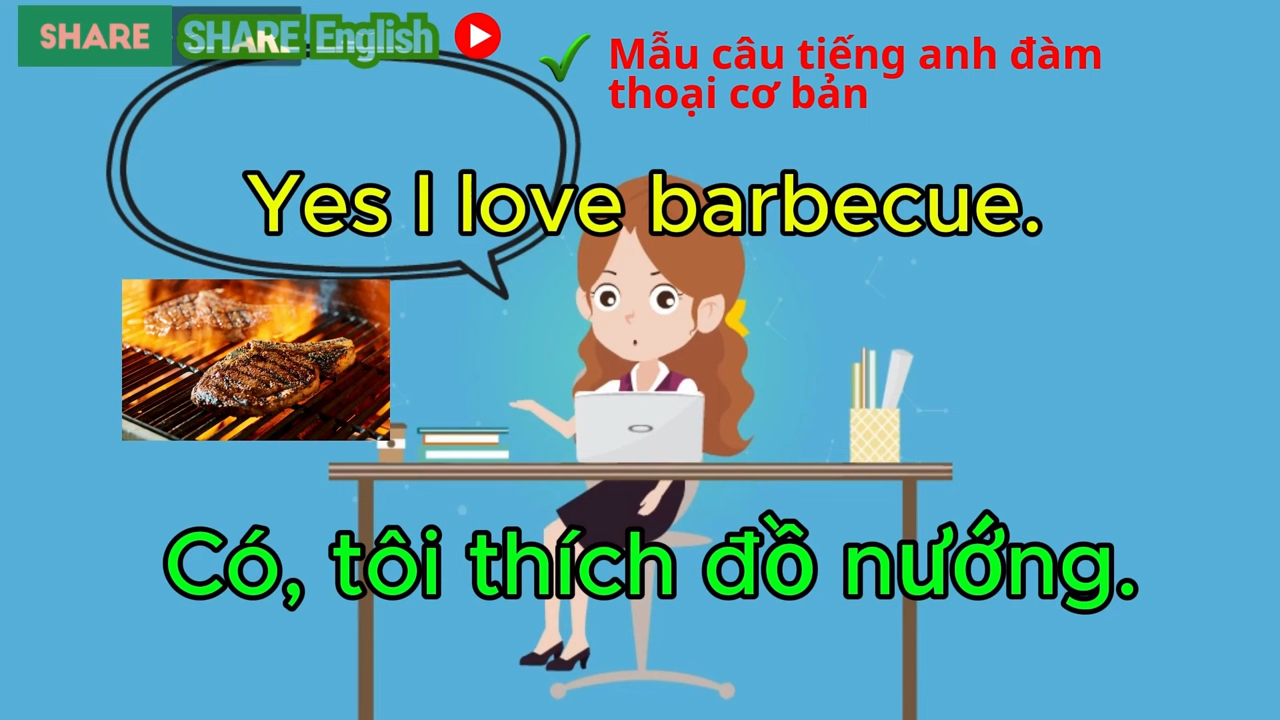 SHARE SHARE English
Mẫu câu tiếng anh đàm
thoại cơ bản
Yes I love barbecue.
Có, tôi thích đồ nướng.